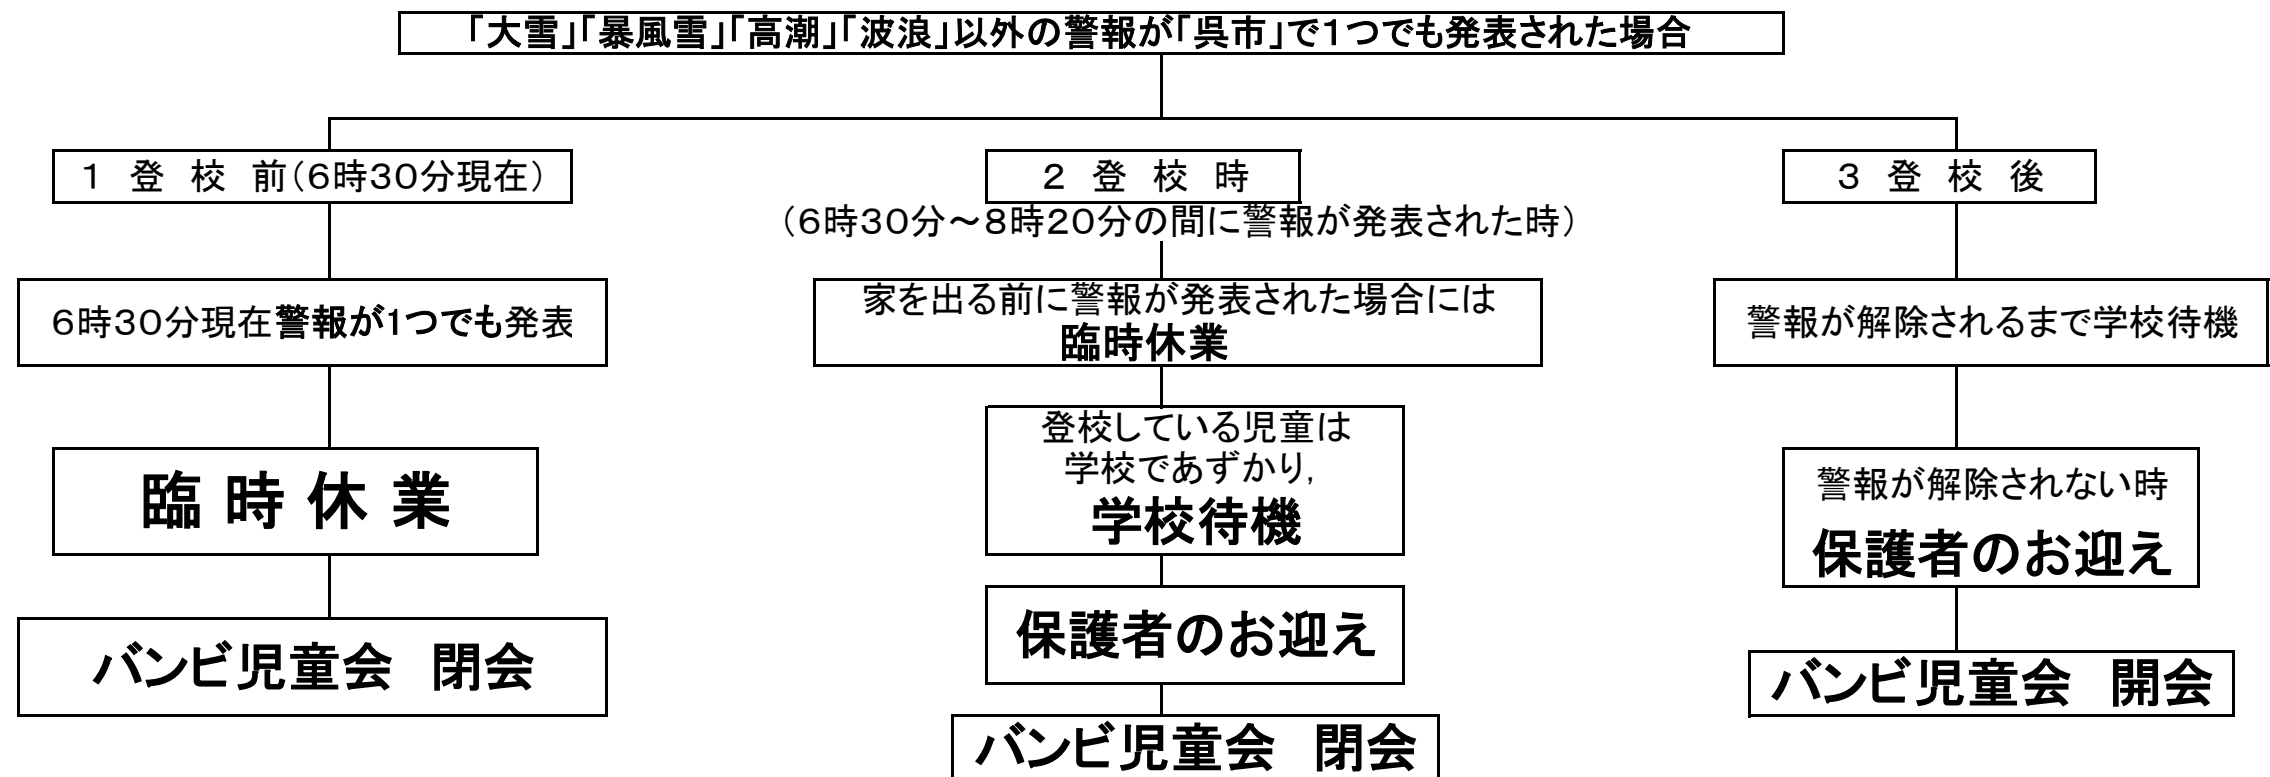 「大雪」「暴風雪」「高潮」「波浪」以外の警報が「呉市」で1つでも発表された場合
1　登　校　前（6時30分現在）
6時30分現在警報が1つでも発表
臨 時 休 業
バンビ児童会　閉会
2　登　校　時
（6時30分～8時20分の間に警報が発表された時）
家を出る前に警報が発表された場合には
臨時休業
登校している児童は
学校であずかり，
学校待機
保護者のお迎え
バンビ児童会　閉会
3　登　校　後
警報が解除されるまで学校待機
警報が解除されない時
保護者のお迎え
バンビ児童会　開会